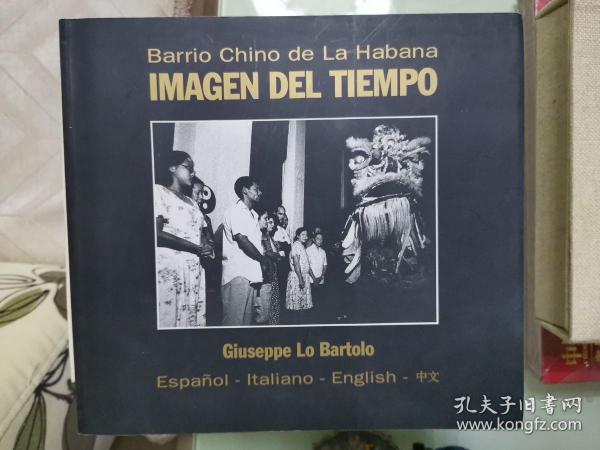 Barrio Chino de La Habana
IMAGEN DEL TIEMPO
Giuseppe Lo Bartolo
Español - Italiano - English - 中文
孔夫子旧书网
www.kongfz.com